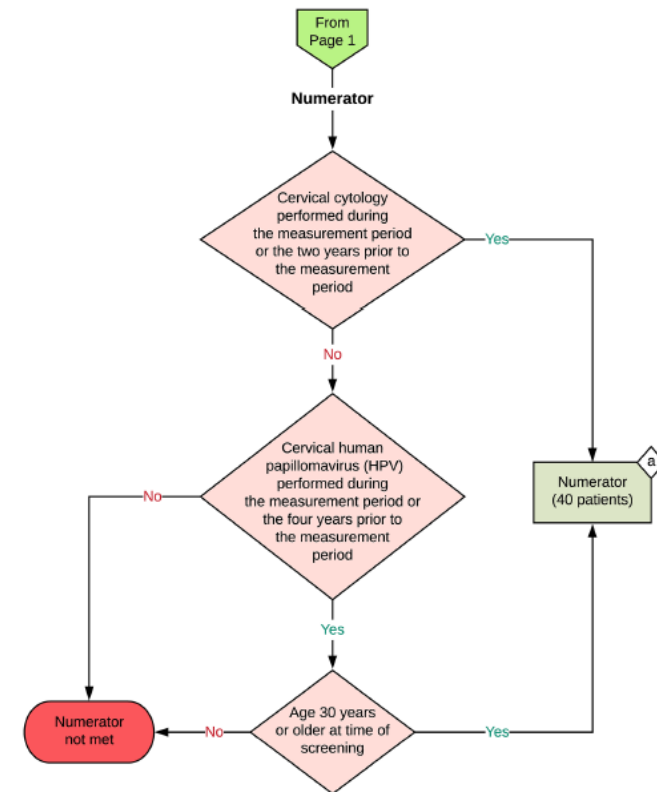 From
Page 1
Numerator
Cervical cytology
performed during
the measurement period
or the two years prior to
the measurement
period
Yes
No
Cervical human
papillomavirus (HPV)
performed during
the measurement period or
the four years prior to
the measurement
period
No
a
Numerator
(40 patients)
Yes
Age 30 years
or older at time of
screening
No
Yes
Numerator
not met